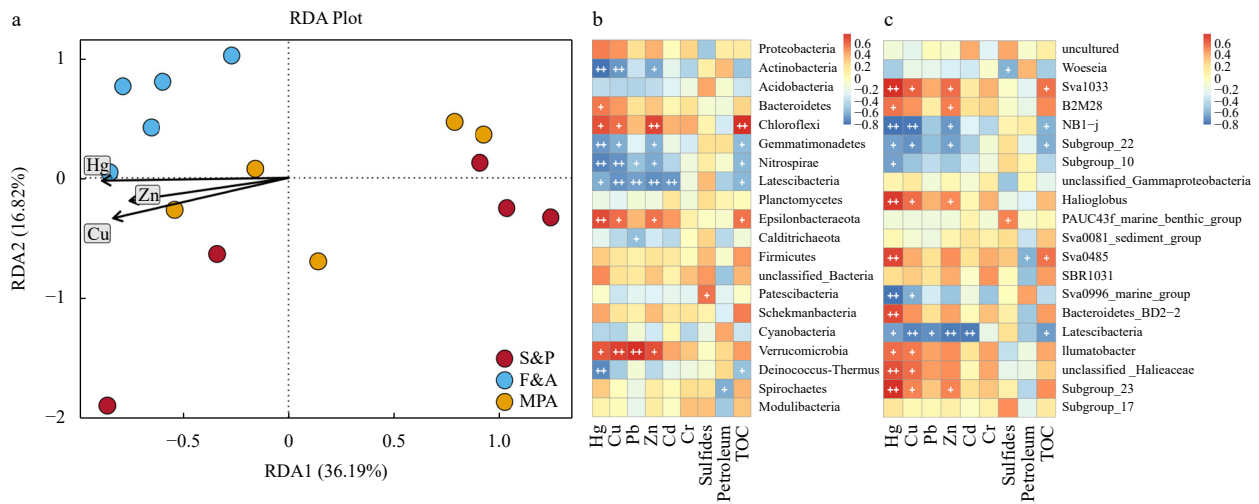 a
RDA Plot
RDA2 (16.82%)
1
0
−1
−2
Hg
Zn
Cu
S&P
F&A
MPA
−0.5
0
0.5
1.0
RDA1 (36.19%)
b
Proteobacteria
Actinobacteria
++ ++ +
Acidobacteria
Bacteroidetes
+
Chloroflexi
+ + ++ ++
Gemmatimonadetes
++ + + +
Nitrospirae
++ ++ + + +
Latescibacteria
+ ++ ++ ++ ++ +
Planctomycetes
Epsilonbacteraeota
++ + + +
Calditrichaeota
+
Firmicutes
unclassified_Bacteria
Patescibacteria
+
Schekmanbacteria
Cyanobacteria
Verrucomicrobia
+ ++ ++ +
Deinococcus-Thermus
++ +
Spirochaetes
+
Modulibacteria
Hg
Cu
Pb
Zn
Cd
Cr
Sulfides
Petroleum
TOC
0.6
0.4
0.2
0
−0.2
−0.4
−0.6
−0.8
c
uncultured
Woeseia
+
Sva1033
++ + + +
B2M28
+ +
NB1−j
++ ++ + +
Subgroup_22
+ + + +
Subgroup_10
+
unclassified_Gammaproteobacteria
Halioglobus
++ + +
PAUC43f_marine_benthic_group
+
Sva0081_sediment_group
Sva0485
++ + +
SBR1031
Sva0996_marine_group
++ +
Bacteroidetes_BD2−2
++
Latescibacteria
+ ++ + ++ ++ +
llumatobacter
+ +
unclassified _Halieaceae
++ +
Subgroup_23
++ + +
Subgroup_17
Hg
Cu
Pb
Zn
Cd
Cr
Sulfides
Petroleum
TOC
0.6
0.4
0.2
0
−0.2
−0.4
−0.6
−0.8